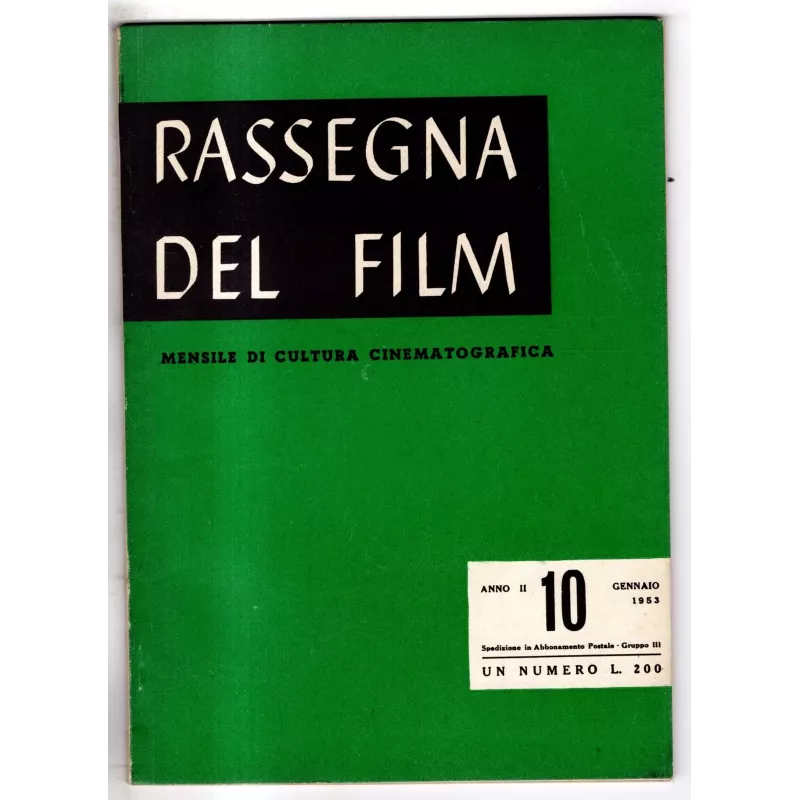 RASSEGNA
DEL FILM
MENSILE DI CULTURA CINEMATOGRAFICA
ANNO II 10 GENNAIO
1953
Spedizione in Abbonamento Postale - Gruppo III
UN NUMERO L. 200